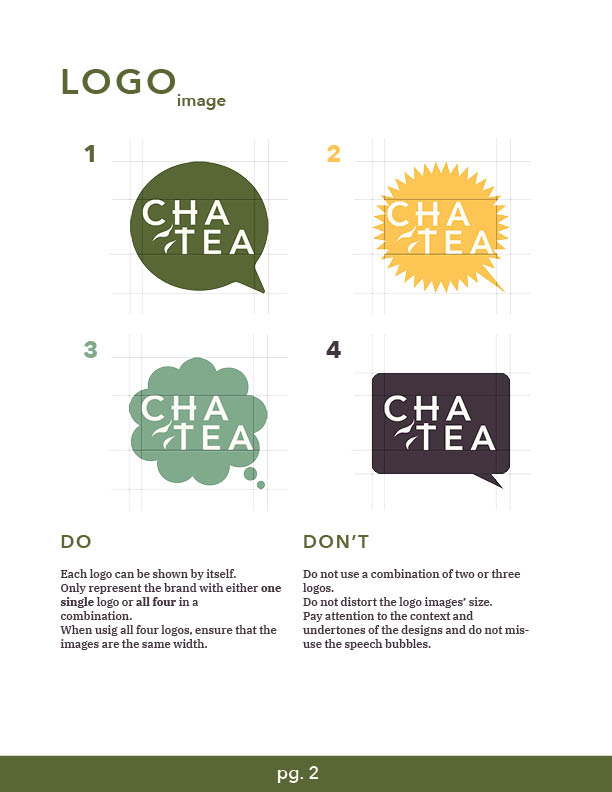 LOGO
image
1
CHA
TEA
2
CHA
TEA
3
CHA
TEA
4
CHA
TEA
DO
Each logo can be shown by itself.
Only represent the brand with either one
single logo or all four in a
combination.
When usig all four logos, ensure that the
images are the same width.
DON'T
Do not use a combination of two or three
logos.
Do not distort the logo images' size.
Pay attention to the context and
undertones of the designs and do not mis-
use the speech bubbles.
pg. 2